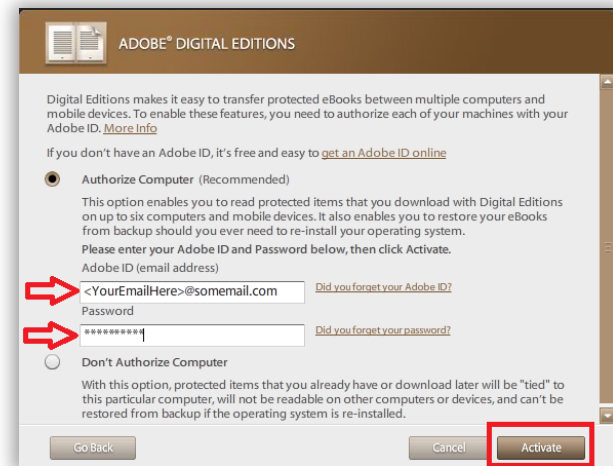 ADOBE® DIGITAL EDITIONS
Digital Editions makes it easy to transfer protected eBooks between multiple computers and
mobile devices. To enable these features, you need to authorize each of your machines with your
Adobe ID. More Info
If you don't have an Adobe ID, it's free and easy to get an Adobe ID online
Authorize Computer (Recommended)
This option enables you to read protected items that you download with Digital Editions
on up to six computers and mobile devices. It also enables you to restore your eBooks
from backup should you ever need to re-install your operating system.
Please enter your Adobe ID and Password below, then click Activate.
Adobe ID (email address)
<YourEmailHere>@somemail.com Did you forget your Adobe ID?
Password
********** Did you forget your password?
Don't Authorize Computer
With this option, protected items that you already have or download later will be "tied" to
this particular computer, will not be readable on other computers or devices, and can't be
restored from backup if the operating system is re-installed.
Go Back Cancel Activate